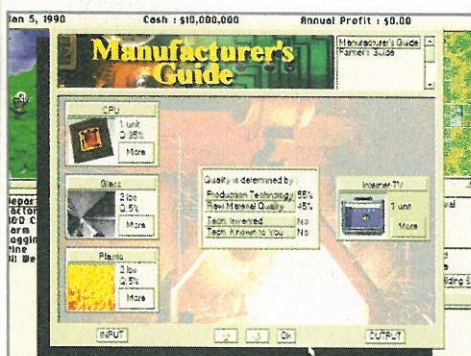 Jan 5, 1990
Cash : $10,000,000
Annual Profit : $0.00
Manufacturer's
Guide
Manufacturer's Guide
Farmer's Guide
CPU
1 unit
Q:35%
More
Glass
2 lbs
Q:5%
More
Plastic
2 lbs
Q:5%
More
Quality is determined by :
Production Technology 55%
Raw Material Quality 45%
Tech. Invented No
Tech. Known to You No
Internet TV
1 unit
More
INPUT
Ok
OUTPUT